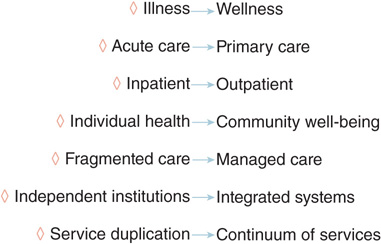 ◊ Illness → Wellness
◊ Acute care → Primary care
◊ Inpatient → Outpatient
◊ Individual health → Community well-being
◊ Fragmented care → Managed care
◊ Independent institutions → Integrated systems
◊ Service duplication → Continuum of services